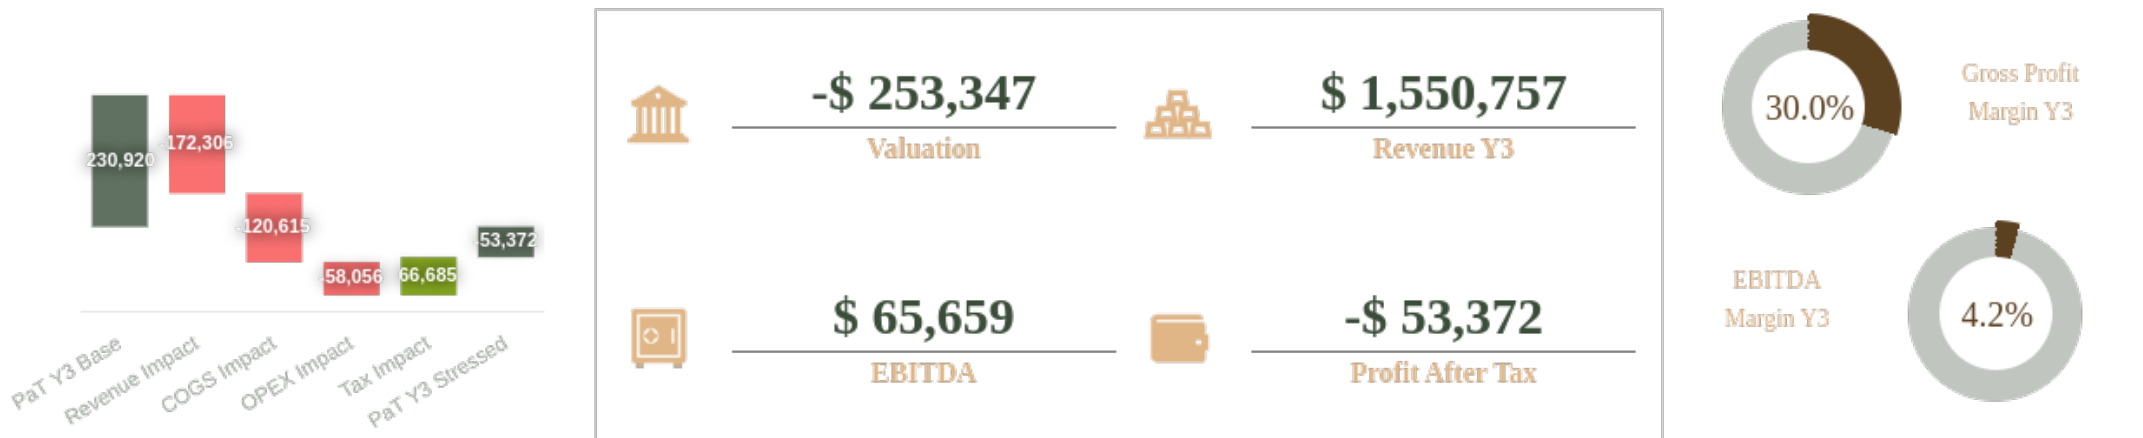 230,920
-172,306
-120,615
-58,056
66,685
-53,372
PaT Y3 Base
Revenue Impact
COGS Impact
OPEX Impact
Tax Impact
PaT Y3 Stressed
-$ 253,347
Valuation
$ 1,550,757
Revenue Y3
$ 65,659
EBITDA
-$ 53,372
Profit After Tax
30.0%
Gross Profit
Margin Y3
EBITDA
Margin Y3
4.2%